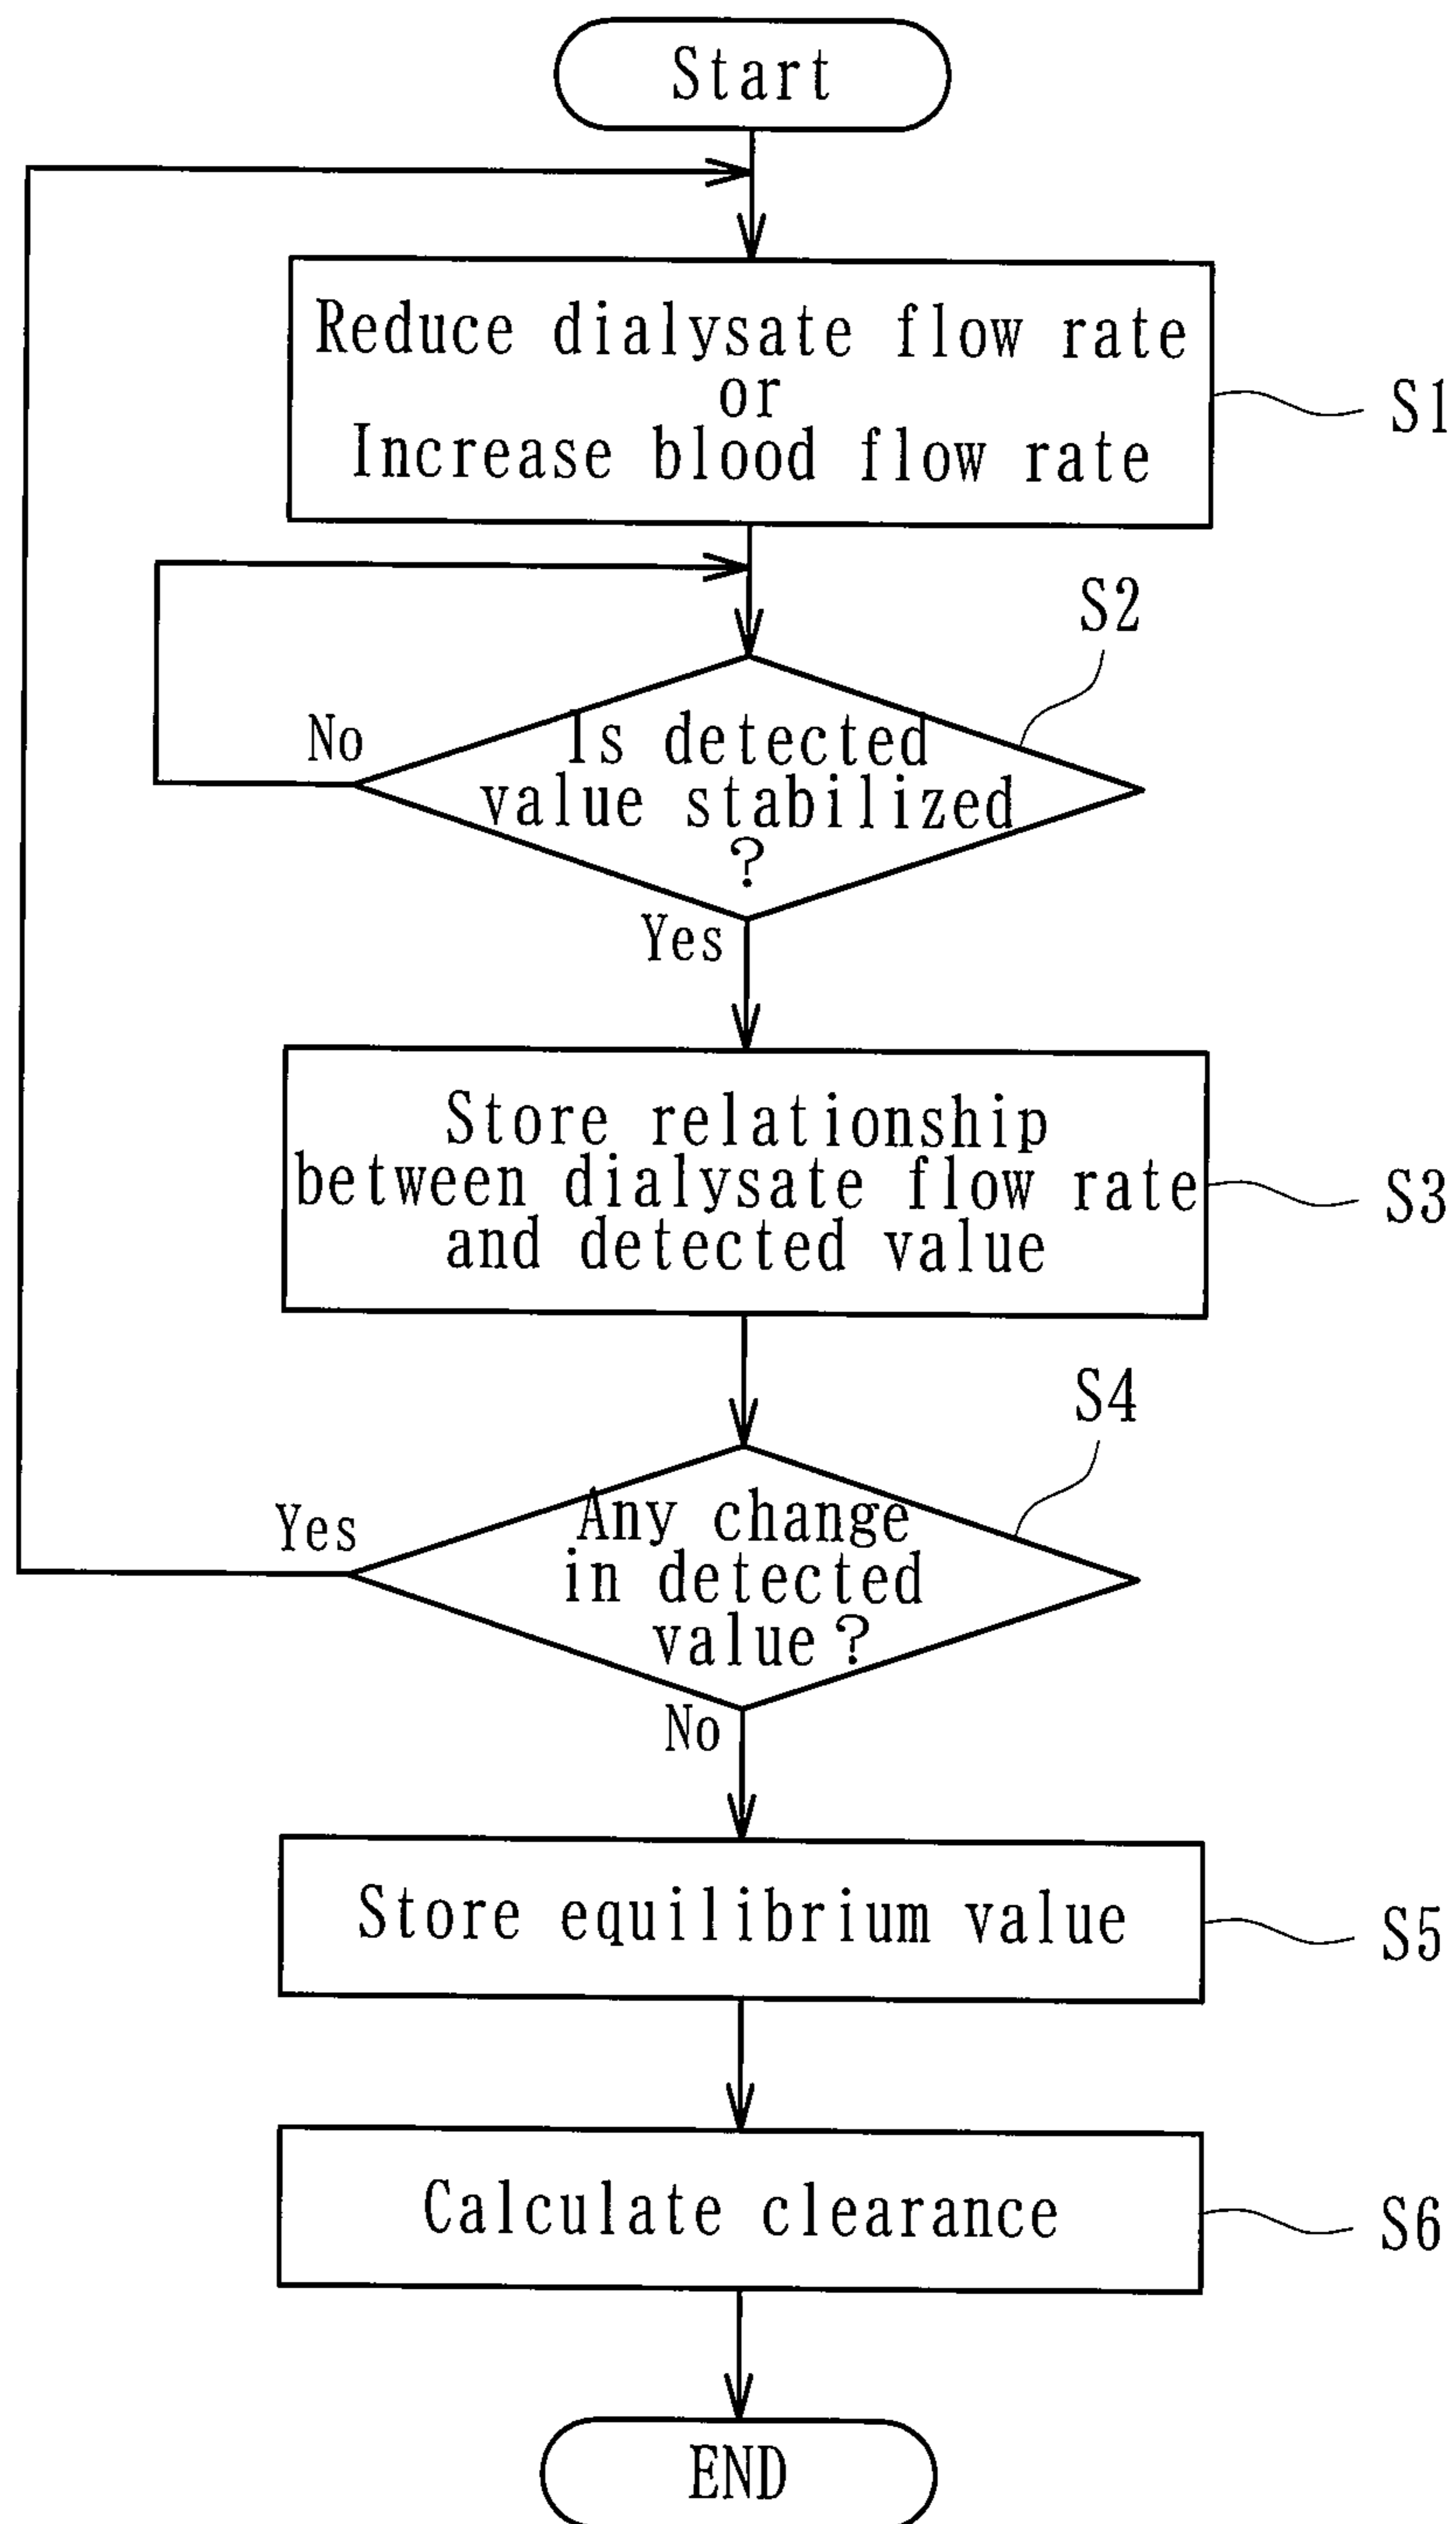 Start
Reduce dialysate flow rate
or
Increase blood flow rate
S1
S2
No
Is detected
value stabilized
?
Yes
Store relationship
between dialysate flow rate
and detected value
S3
S4
Yes
Any change
in detected
value?
No
Store equilibrium value
S5
Calculate clearance
S6
END